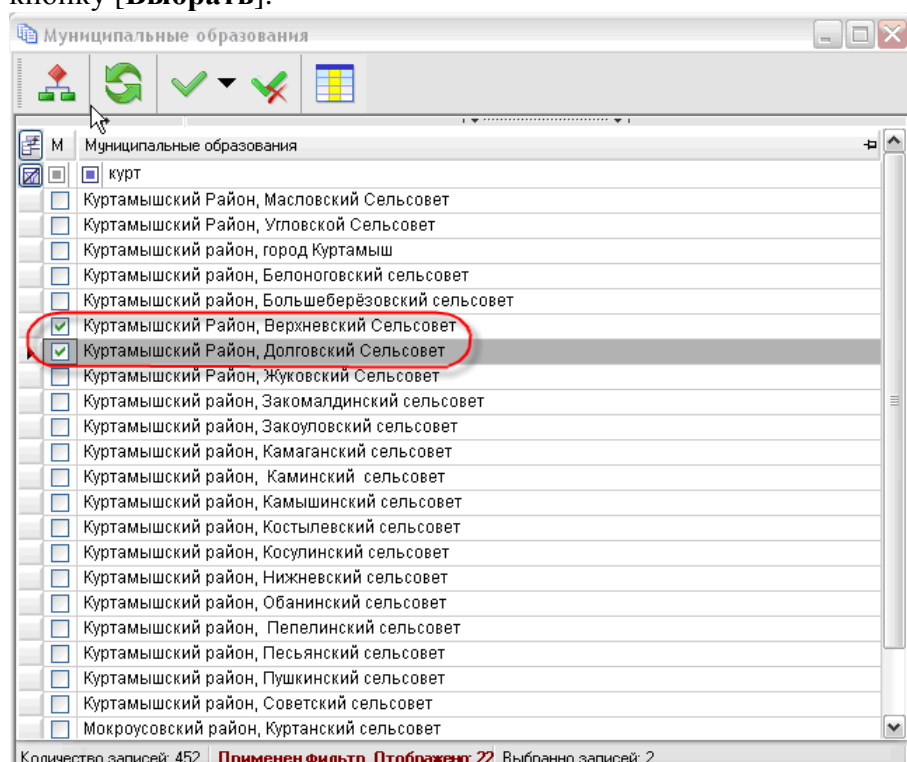 кнопку [Выбрать].
Муниципальные образования
М Муниципальные образования
курт
Куртамышский Район, Масловский Сельсовет
Куртамышский Район, Угловской Сельсовет
Куртамышский район, город Куртамыш
Куртамышский район, Белоноговский сельсовет
Куртамышский район, Большеберёзовский сельсовет
Куртамышский Район, Верхневский Сельсовет
Куртамышский Район, Долговский Сельсовет
Куртамышский Район, Жуковский Сельсовет
Куртамышский район, Закомалдинский сельсовет
Куртамышский район, Закоуловский сельсовет
Куртамышский район, Камаганский сельсовет
Куртамышский район, Каминский сельсовет
Куртамышский район, Камышинский сельсовет
Куртамышский район, Костылевский сельсовет
Куртамышский район, Косулинский сельсовет
Куртамышский район, Нижневский сельсовет
Куртамышский район, Обанинский сельсовет
Куртамышский район, Пепелинский сельсовет
Куртамышский район, Песьянский сельсовет
Куртамышский район, Пушкинский сельсовет
Куртамышский район, Советский сельсовет
Мокроусовский район, Куртанский сельсовет
Количество записей: 452 Применен фильтр. Отображено: 22 Выбранно записей: 2